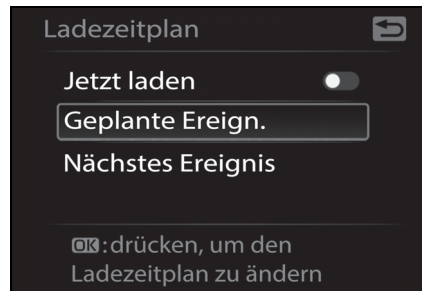 Ladezeitplan
Jetzt laden
Geplante Ereign.
Nächstes Ereignis
OK:drücken, um den
Ladezeitplan zu ändern